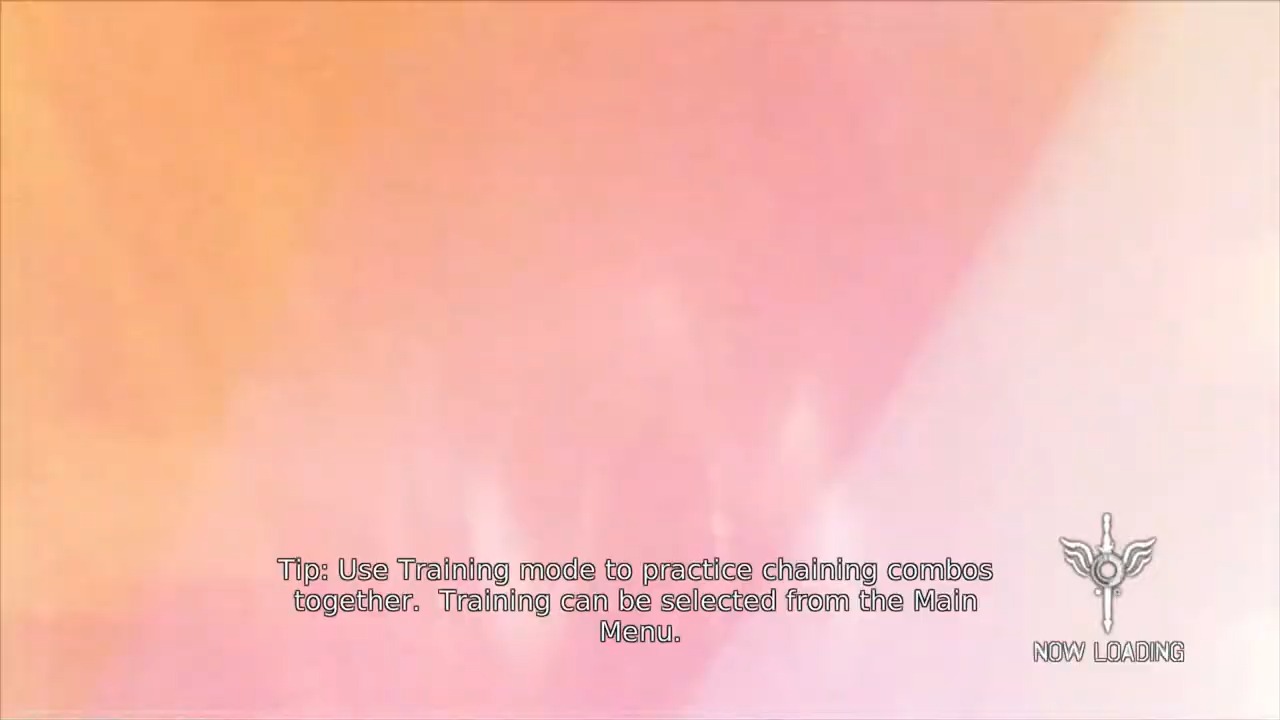 Tip: Use Training mode to practice chaining combos
together.  Training can be selected from the Main
Menu.
NOW LOADING